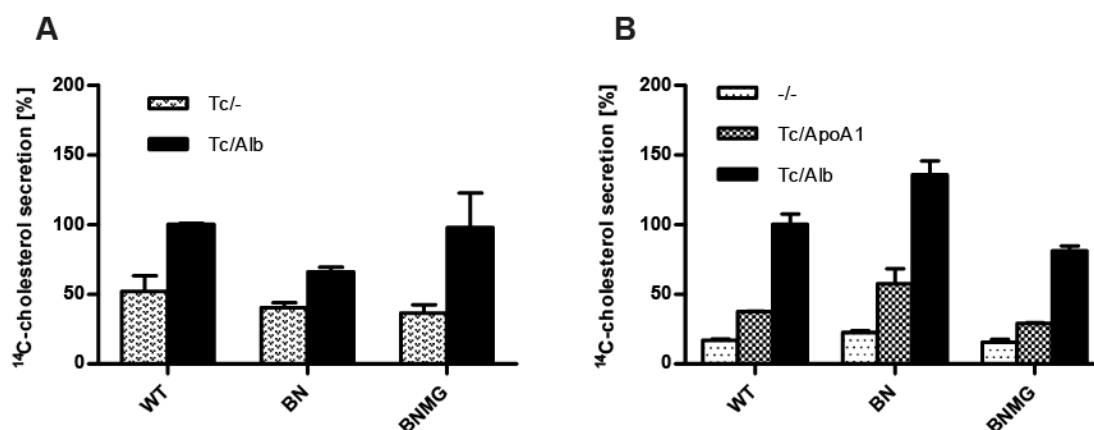 A
¹⁴C-cholesterol secretion [%]
200
150
100
50
0
Tc/-
Tc/Alb
WT
BN
BNMG
B
¹⁴C-cholesterol secretion [%]
200
150
100
50
0
-/-
Tc/ApoA1
Tc/Alb
WT
BN
BNMG